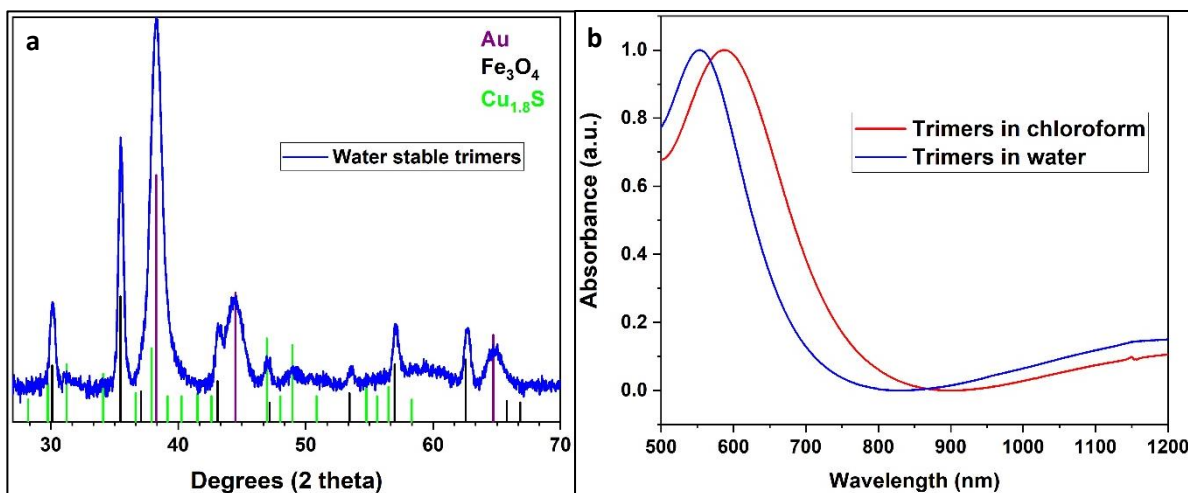 a
Au
Fe₃O₄
Cu₁.₈S
Water stable trimers
30 40 50 60 70
Degrees (2 theta)
b
1.0
0.8
0.6
0.4
0.2
0.0
Absorbance (a.u.)
Trimers in chloroform
Trimers in water
500 600 700 800 900 1000 1100 1200
Wavelength (nm)